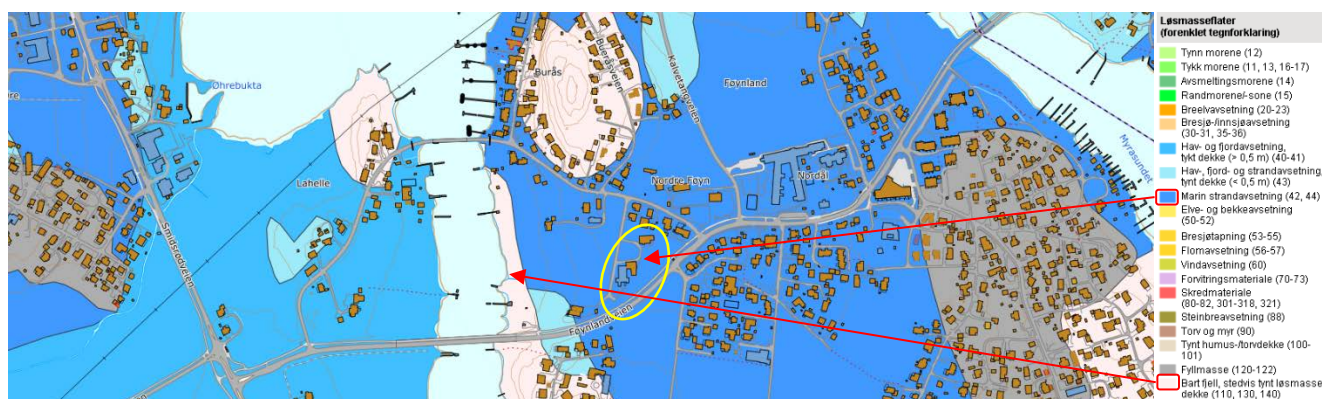 Øhrebukta
Smidsrødveien
Lahelle
Burås
Bueråsveien
Kalvetangveien
Føynland
Nordre Føyn
Nordal
Føynlandveien
Myrasundet
Løsmasseflater
(forenklet tegnforklaring)
Tynn morene (12)
Tykk morene (11, 13, 16-17)
Avsmeltingsmorene (14)
Randmorene/-sone (15)
Breelvavsetning (20-23)
Bresjø-/innsjøavsetning
(30-31, 35-36)
Hav- og fjordavsetning,
tykt dekke (> 0,5 m) (40-41)
Hav-, fjord- og strandavsetning,
tynt dekke (< 0,5 m) (43)
Marin strandavsetning (42, 44)
Elve- og bekkeavsetning
(50-52)
Bresjøtapning (53-55)
Flomavsetning (56-57)
Vindavsetning (60)
Forvitringsmateriale (70-73)
Skredmateriale
(80-82, 301-318, 321)
Steinbreavsetning (88)
Torv og myr (90)
Tynt humus-/torvdekke (100-
101)
Fyllmasse (120-122)
Bart fjell, stedvis tynt løsmasse
dekke (110, 130, 140)